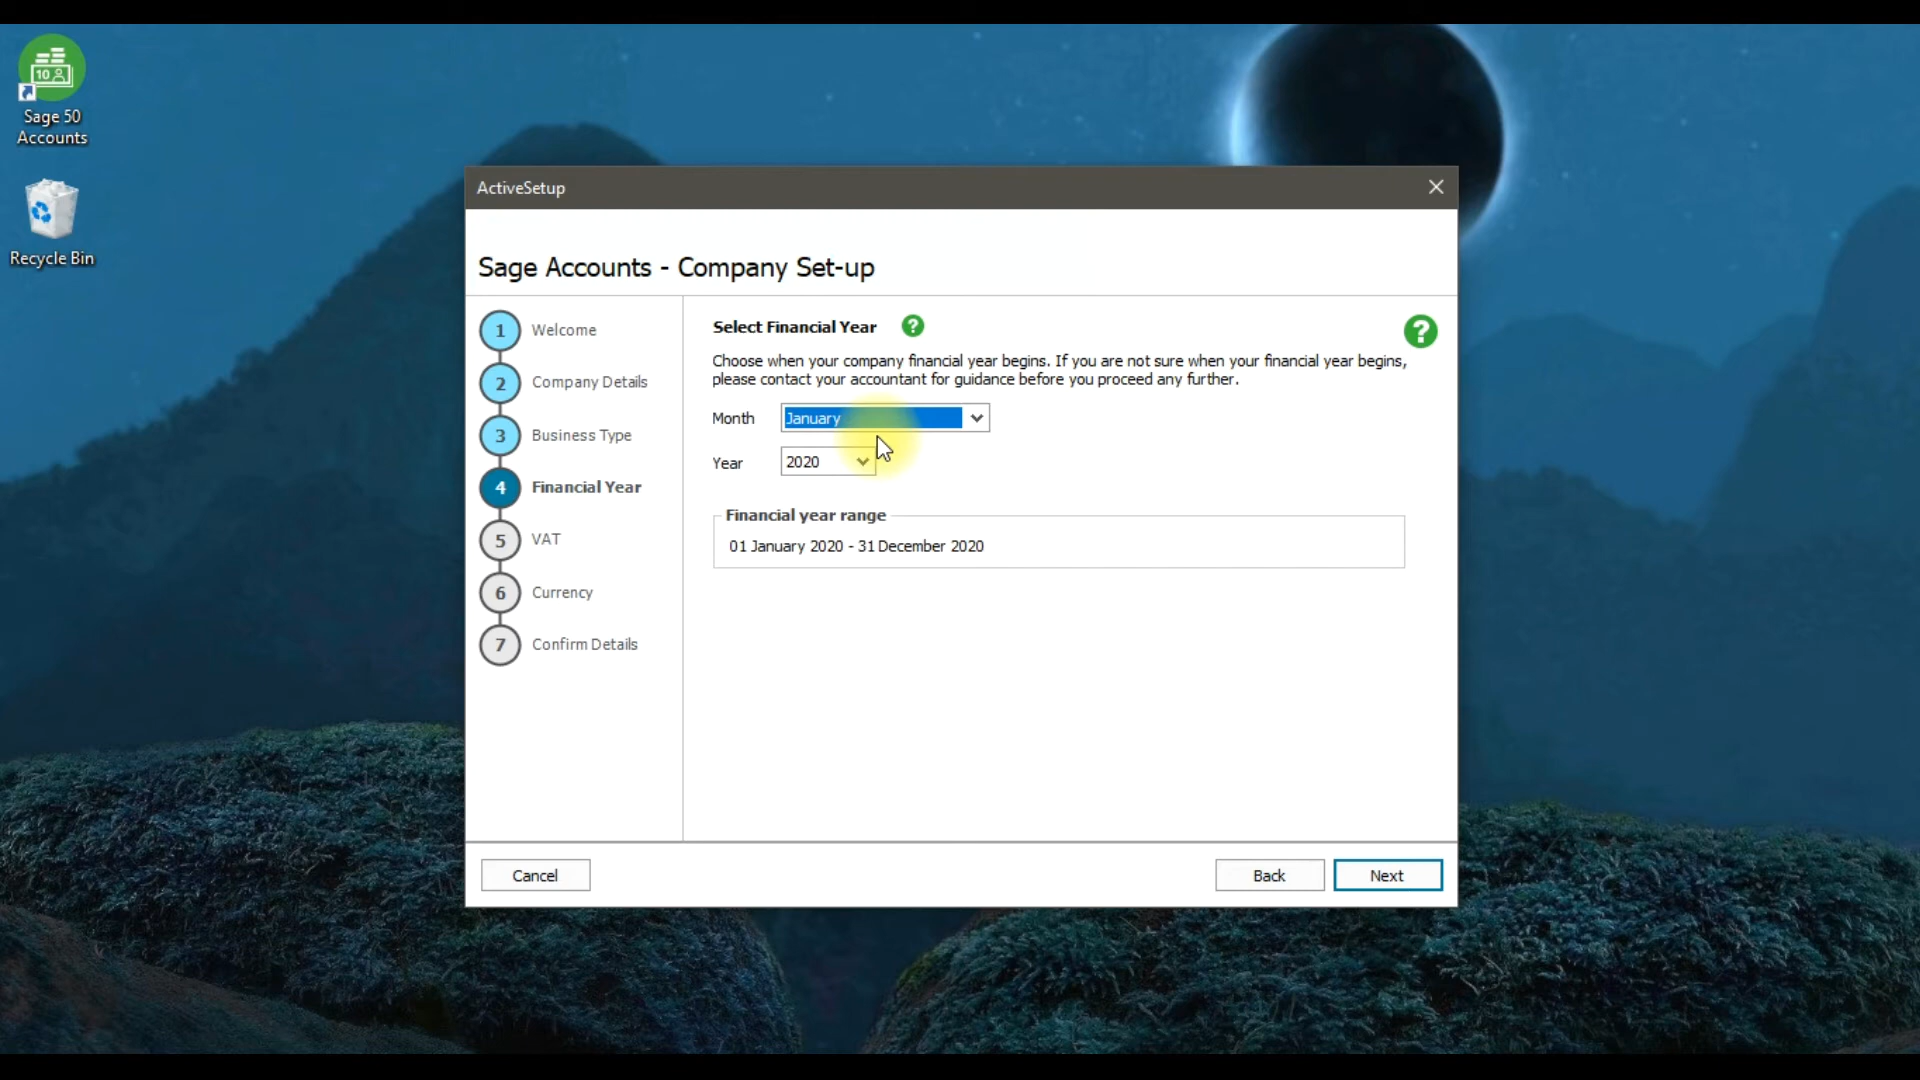 10
Sage 50
Accounts
Recycle Bin
ActiveSetup
Sage Accounts - Company Set-up
1 Welcome
2 Company Details
3 Business Type
4 Financial Year
5 VAT
6 Currency
7 Confirm Details
Select Financial Year ?
?
Choose when your company financial year begins. If you are not sure when your financial year begins,
please contact your accountant for guidance before you proceed any further.
Month January
Year 2020
Financial year range
01 January 2020 - 31 December 2020
Cancel
Back
Next